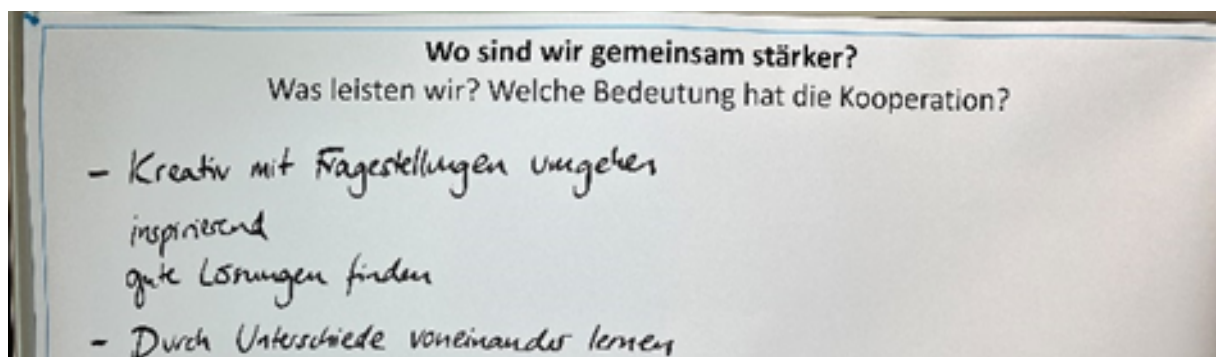 Wo sind wir gemeinsam stärker?
Was leisten wir? Welche Bedeutung hat die Kooperation?
- Kreativ mit Fragestellungen umgehen
inspirierend
gute Lösungen finden
- Durch Unterschiede voneinander lernen